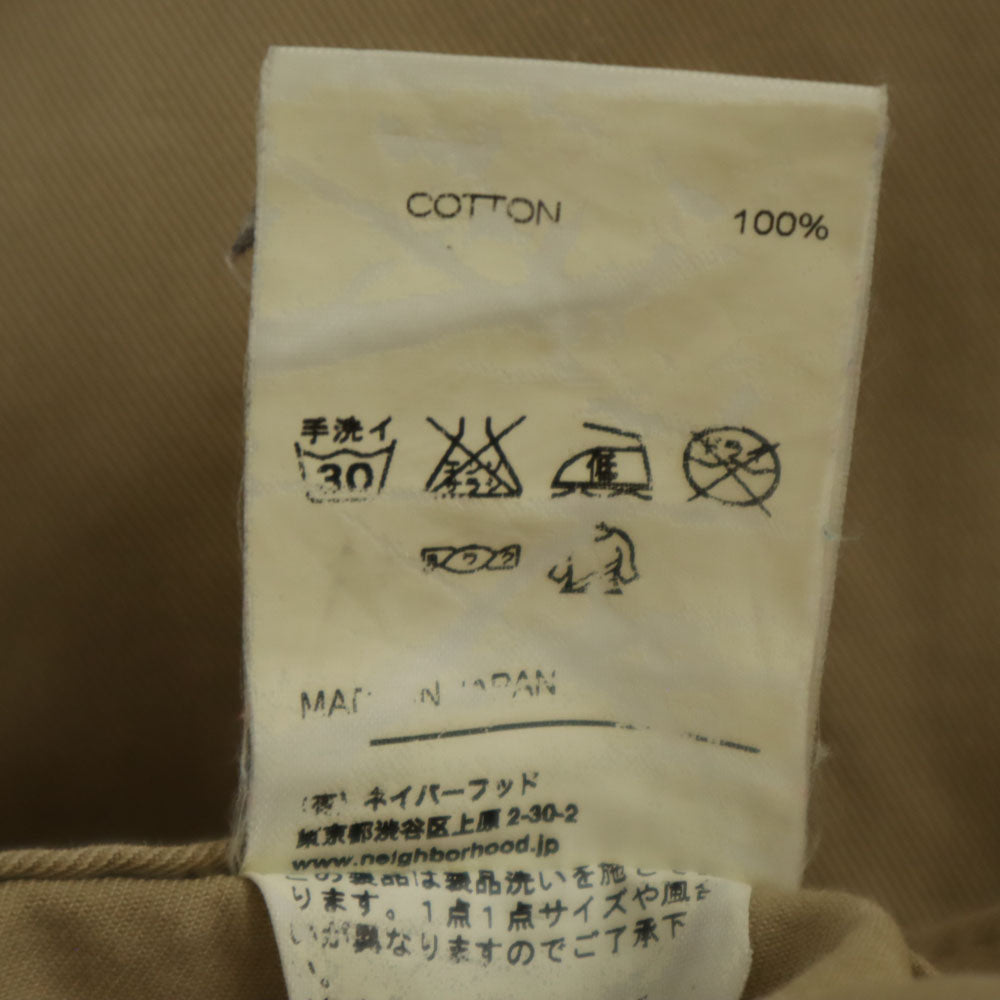 COTTON 100%
手洗イ
30
低
MADE IN JAPAN
(有) ネイバーフッド
東京都渋谷区上原 2-30-2
www.neighborhood.jp
この製品は製品洗いを施して
ります。1点1点サイズや風合
いが異なりますのでご了承下